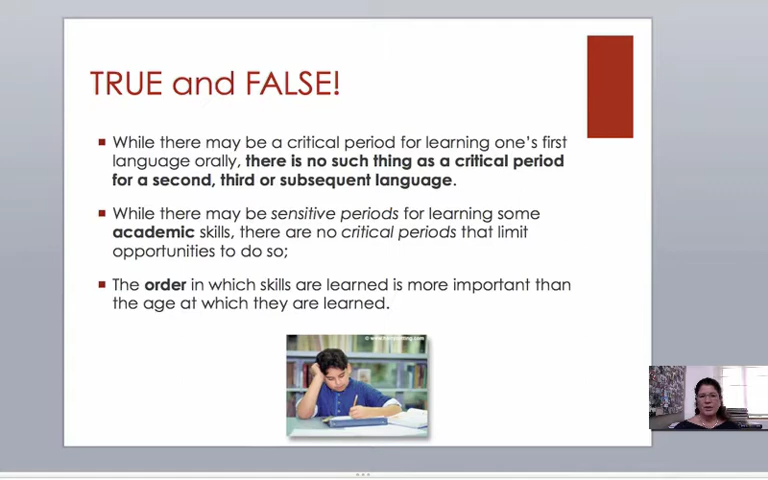 TRUE and FALSE!
While there may be a critical period for learning one's first
language orally, there is no such thing as a critical period
for a second, third or subsequent language.
While there may be sensitive periods for learning some
academic skills, there are no critical periods that limit
opportunities to do so;
The order in which skills are learned is more important than
the age at which they are learned.